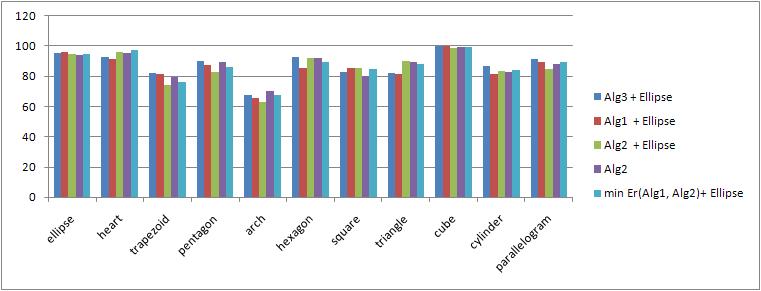 120
100
80
60
40
20
0
ellipse
heart
trapezoid
pentagon
arch
hexagon
square
triangle
cube
cylinder
parallelogram
Alg3 + Ellipse
Alg1 + Ellipse
Alg2 + Ellipse
Alg2
min Er(Alg1, Alg2)+ Ellipse